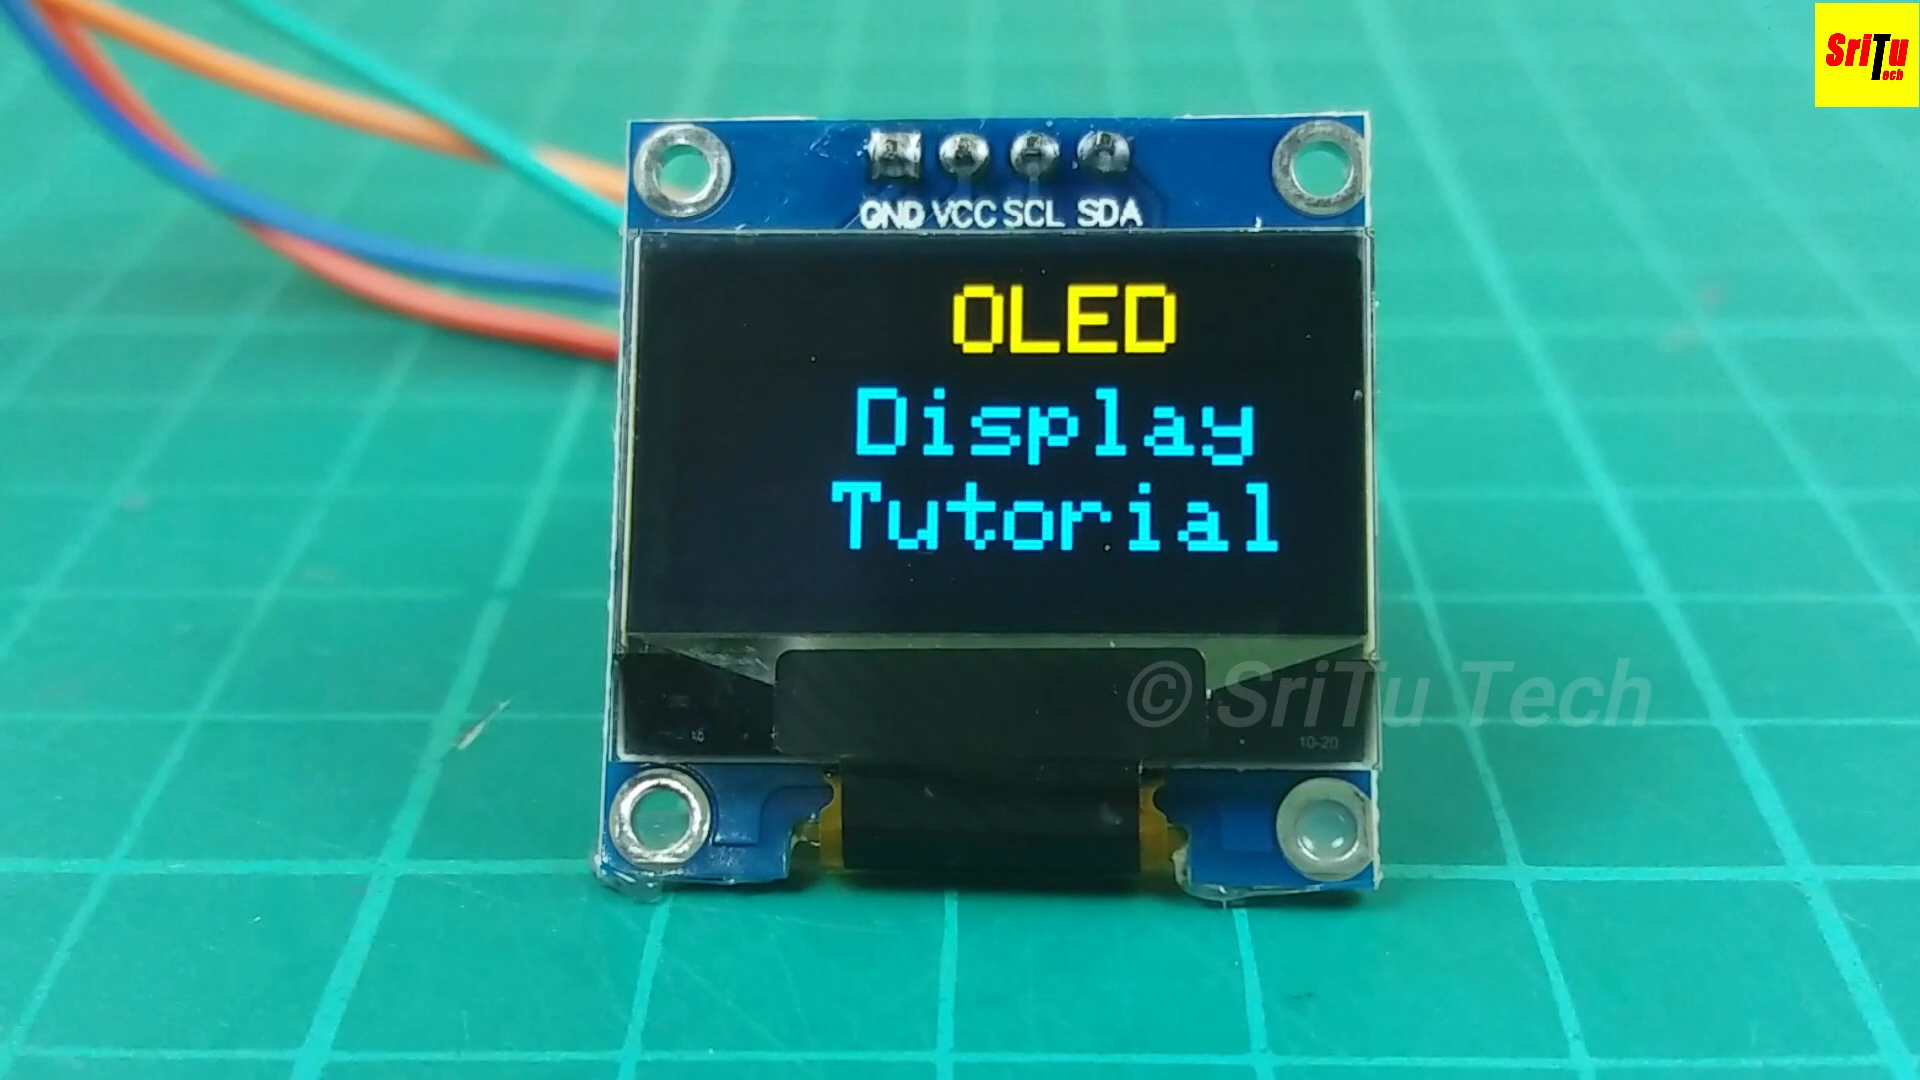 SriTu
Tech
GND VCC SCL SDA
OLED
Display
Tutorial
© SriTu Tech
10-20